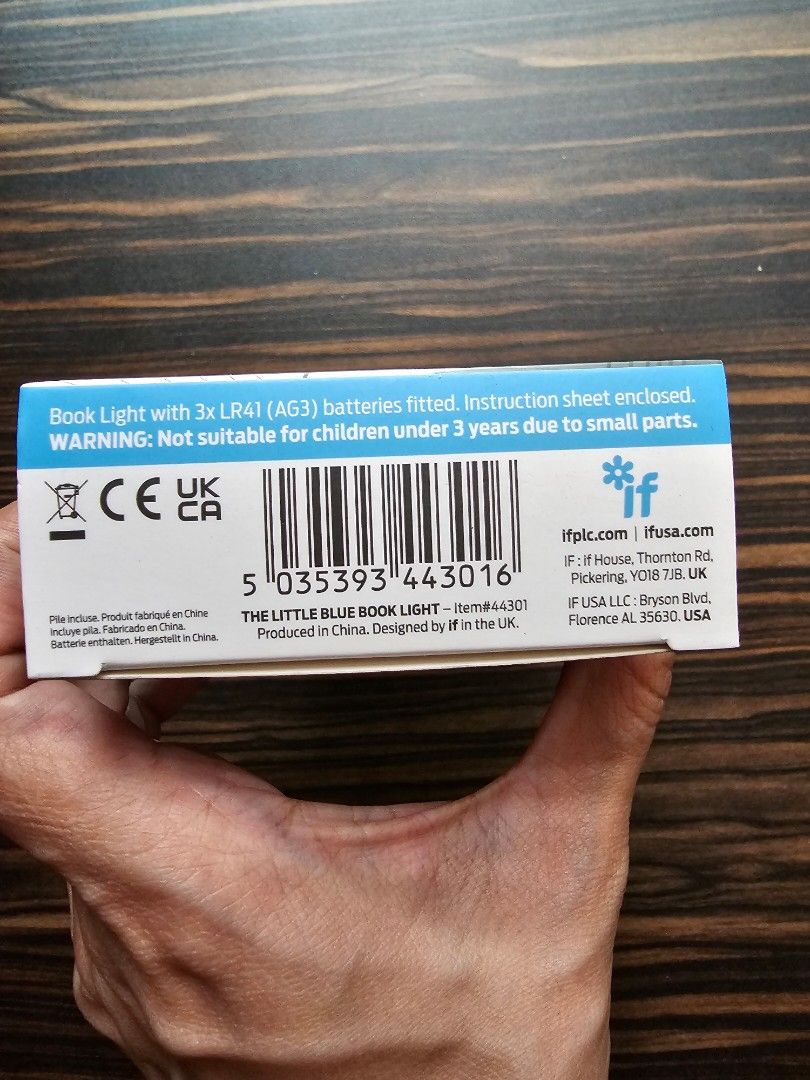 Book Light with 3x LR41 (AG3) batteries fitted. Instruction sheet enclosed.
WARNING: Not suitable for children under 3 years due to small parts.
CE UK
CA
5 035393 443016
Pile incluse. Produit fabriqué en Chine
Incluye pila. Fabricado en China.
Batterie enthalten. Hergestellt in China.
THE LITTLE BLUE BOOK LIGHT – Item#44301
Produced in China. Designed by if in the UK.
if
ifplc.com | ifusa.com
IF : if House, Thornton Rd,
Pickering, YO18 7JB. UK
IF USA LLC : Bryson Blvd,
Florence AL 35630. USA